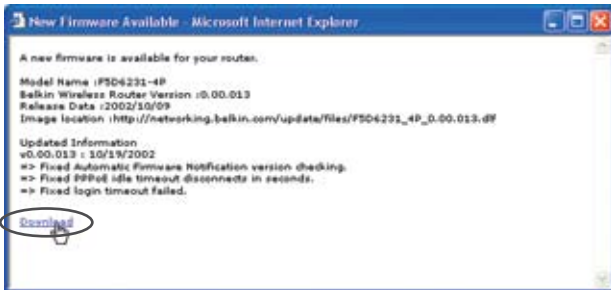 New Firmware Available - Microsoft Internet Explorer
A new firmware is available for your router.
Model Name :F5D6231-4P
Belkin Wireless Router Version :0.00.013
Release Data :2002/10/09
Image location :http://networking.belkin.com/update/files/F5D6231_4P_0.00.013.dlf
Updated Information
v0.00.013 : 10/19/2002
=> Fixed Automatic Firmware Notification version checking.
=> Fixed PPPoE idle timeout disconnects in seconds.
=> Fixed login timeout failed.
Download